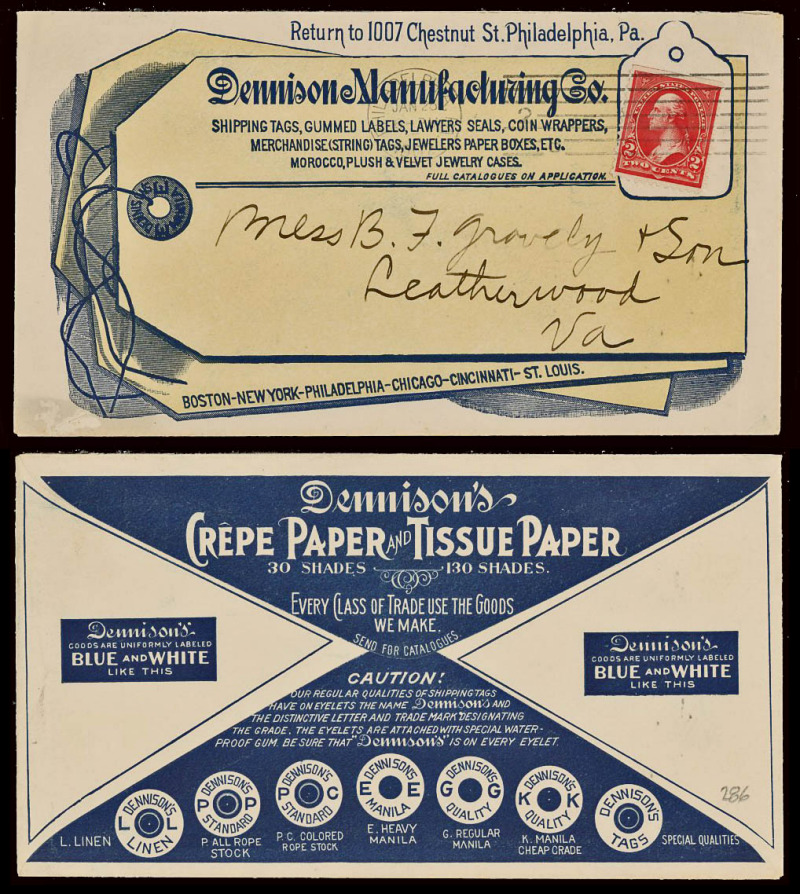 Return to 1007 Chestnut St. Philadelphia, Pa.
Dennison Manufacturing Co.
SHIPPING TAGS, GUMMED LABELS, LAWYERS SEALS, COIN WRAPPERS,
MERCHANDISE (STRING) TAGS, JEWELERS PAPER BOXES, ETC.
MOROCCO, PLUSH & VELVET JEWELRY CASES.
FULL CATALOGUES ON APPLICATION.
JAN 20
2 2
TWO CENTS
Mess B. F. Gravely & Son
Leatherwood
Va
BOSTON-NEW YORK-PHILADELPHIA-CHICAGO-CINCINNATI-ST. LOUIS.
Dennison's
CRÊPE PAPER AND TISSUE PAPER
30 SHADES 130 SHADES.
EVERY CLASS OF TRADE USE THE GOODS
WE MAKE.
SEND FOR CATALOGUES.
Dennison's
GOODS ARE UNIFORMLY LABELED
BLUE AND WHITE
LIKE THIS
Dennison's
GOODS ARE UNIFORMLY LABELED
BLUE AND WHITE
LIKE THIS
CAUTION!
OUR REGULAR QUALITIES OF SHIPPING TAGS
HAVE ON EYELETS THE NAME Dennison's AND
THE DISTINCTIVE LETTER AND TRADE MARK DESIGNATING
THE GRADE. THE EYELETS ARE ATTACHED WITH SPECIAL WATER-
PROOF GUM. BE SURE THAT "Dennison's" IS ON EVERY EYELET.
DENNISON'S L L LINEN
L. LINEN
DENNISON'S P P STANDARD
P. ALL ROPE
STOCK
DENNISON'S P C STANDARD
P. C. COLORED
ROPE STOCK
DENNISON'S E E MANILA
E. HEAVY
MANILA
DENNISON'S G G QUALITY
G. REGULAR
MANILA
DENNISON'S K K QUALITY
K. MANILA
CHEAP GRADE
DENNISON'S TAGS
SPECIAL QUALITIES
286